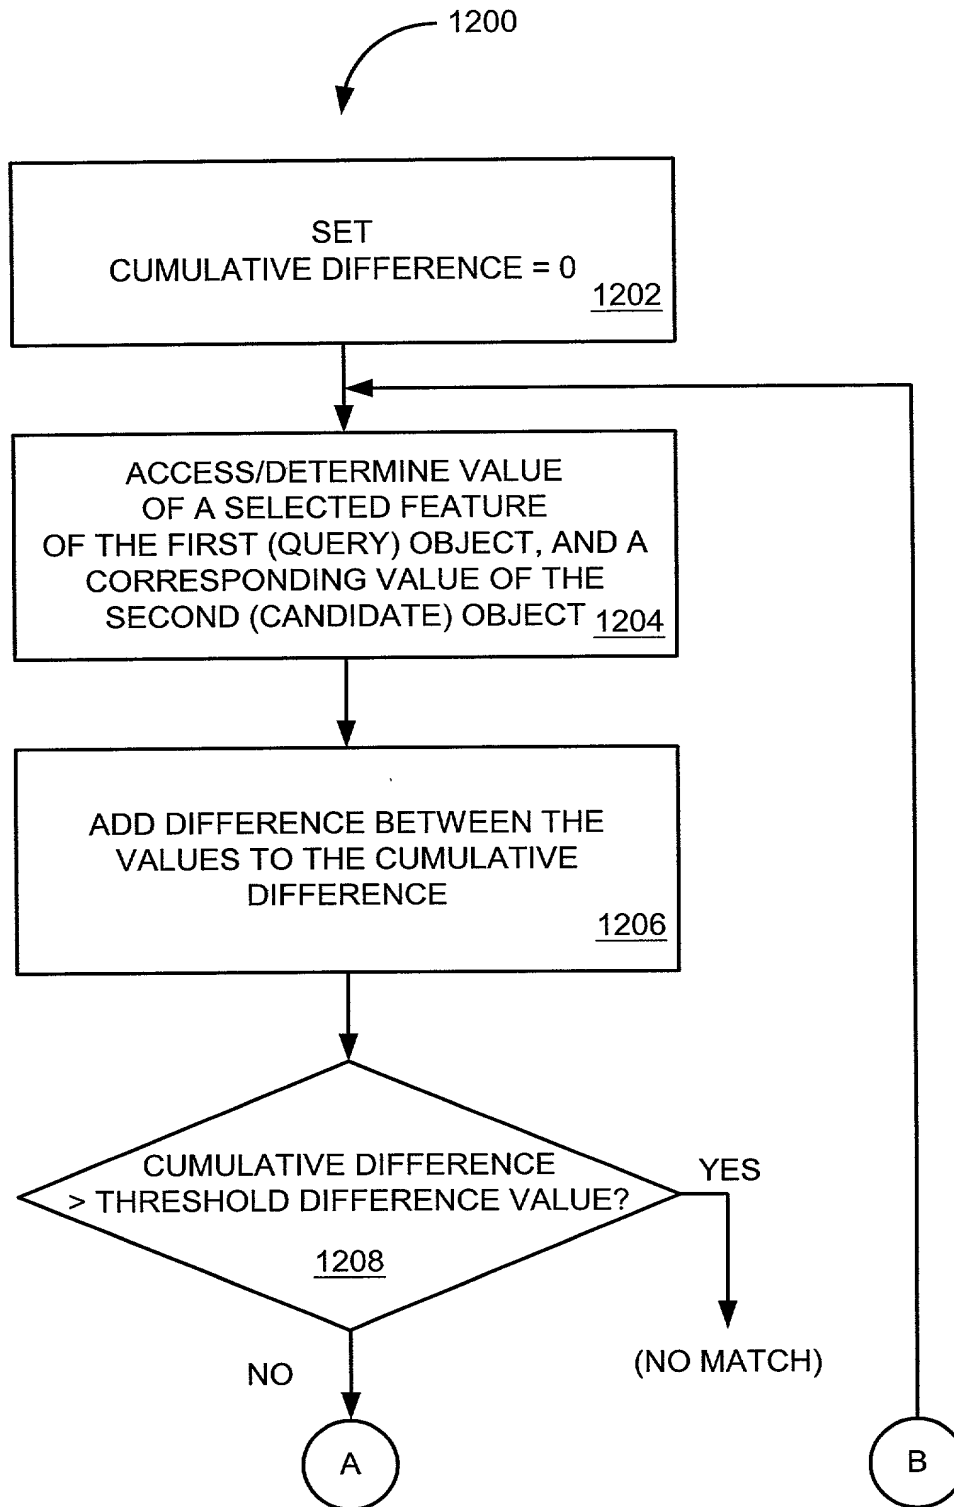 1200
SET
CUMULATIVE DIFFERENCE = 0
1202
ACCESS/DETERMINE VALUE
OF A SELECTED FEATURE
OF THE FIRST (QUERY) OBJECT, AND A
CORRESPONDING VALUE OF THE
SECOND (CANDIDATE) OBJECT
1204
ADD DIFFERENCE BETWEEN THE
VALUES TO THE CUMULATIVE
DIFFERENCE
1206
CUMULATIVE DIFFERENCE
> THRESHOLD DIFFERENCE VALUE?
1208
YES
(NO MATCH)
NO
A
B